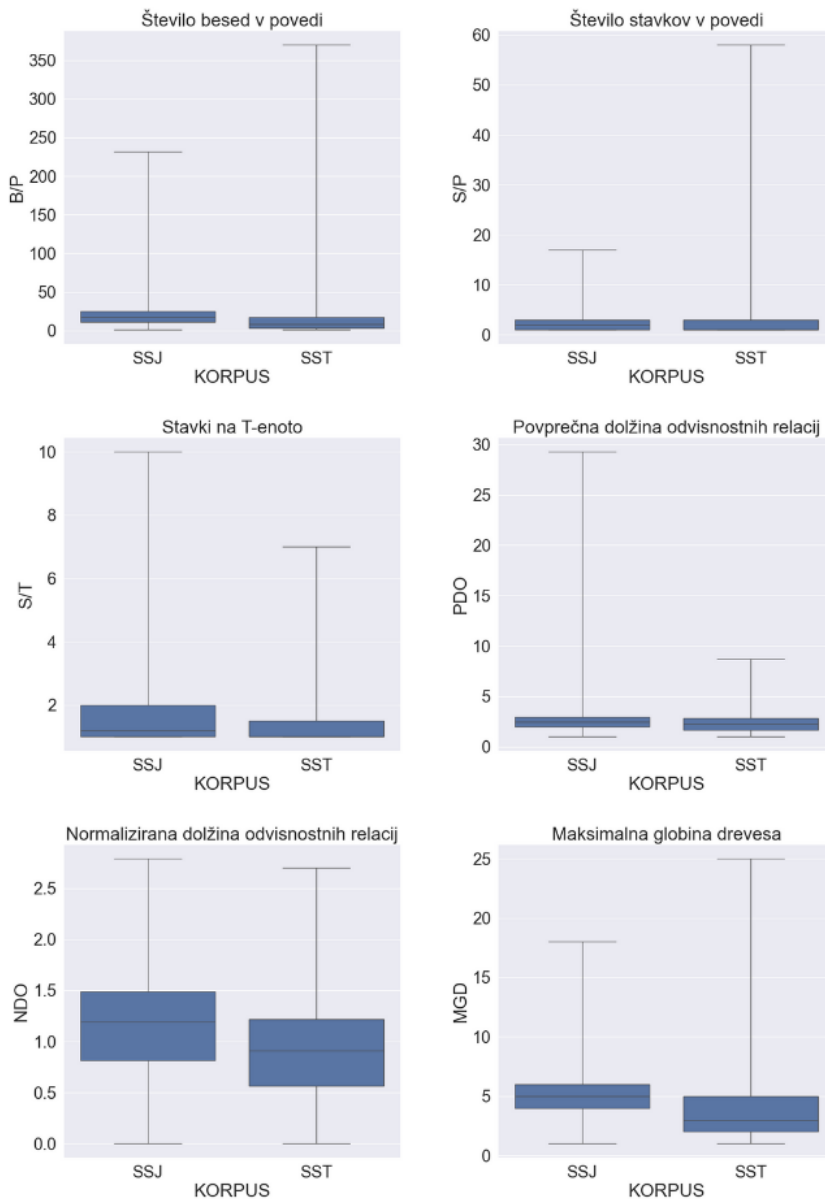 Število besed v povedi
350
300
250
200
150
100
50
0
B/P
SSJ
SST
KORPUS
Število stavkov v povedi
60
50
40
30
20
10
0
S/P
SSJ
SST
KORPUS
Stavki na T-enoto
10
8
6
4
2
S/T
SSJ
SST
KORPUS
Povprečna dolžina odvisnostnih relacij
30
25
20
15
10
5
0
PDO
SSJ
SST
KORPUS
Normalizirana dolžina odvisnostnih relacij
2.5
2.0
1.5
1.0
0.5
0.0
NDO
SSJ
SST
KORPUS
Maksimalna globina drevesa
25
20
15
10
5
0
MGD
SSJ
SST
KORPUS